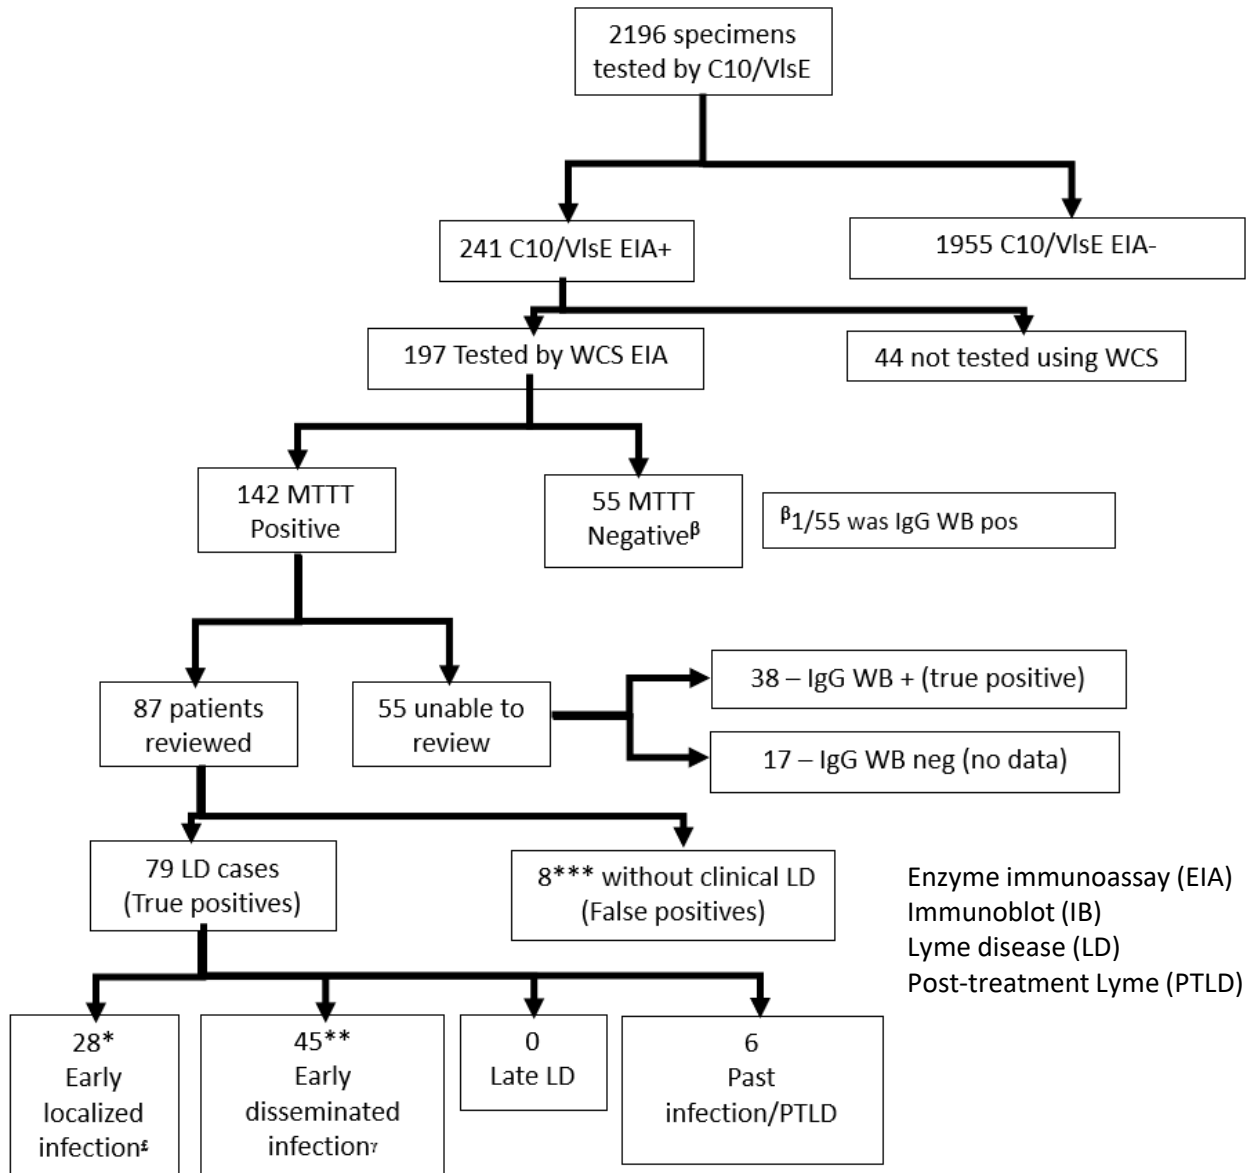 2196 specimens
tested by C10/VlsE
241 C10/VlsE EIA+
1955 C10/VlsE EIA-
197 Tested by WCS EIA
44 not tested using WCS
142 MTTT
Positive
55 MTTT
Negativeᵝ
ᵝ1/55 was IgG WB pos
87 patients
reviewed
55 unable to
review
38 – IgG WB + (true positive)
17 – IgG WB neg (no data)
79 LD cases
(True positives)
8*** without clinical LD
(False positives)
Enzyme immunoassay (EIA)
Immunoblot (IB)
Lyme disease (LD)
Post-treatment Lyme (PTLD)
28*
Early
localized
infection£
45**
Early
disseminated
infectionᵞ
0
Late LD
6
Past
infection/PTLD